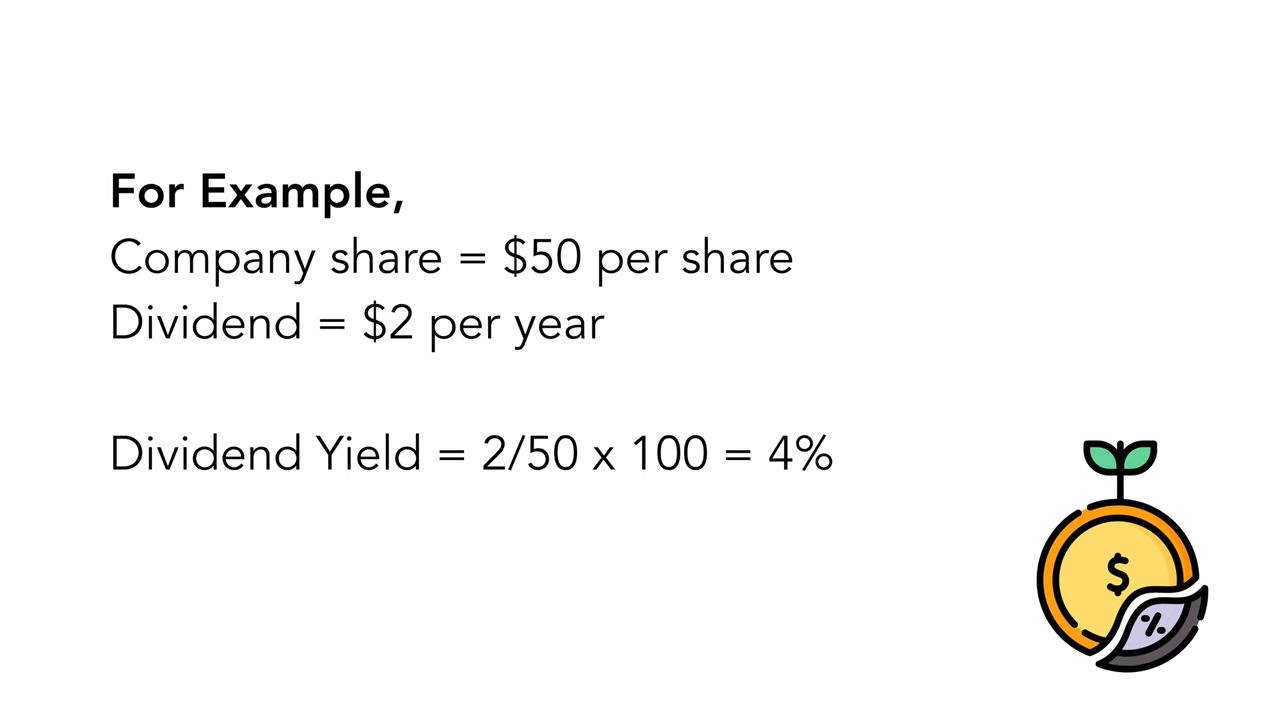 For Example,
Company share = $50 per share
Dividend = $2 per year
Dividend Yield = 2/50 x 100 = 4%
$
%